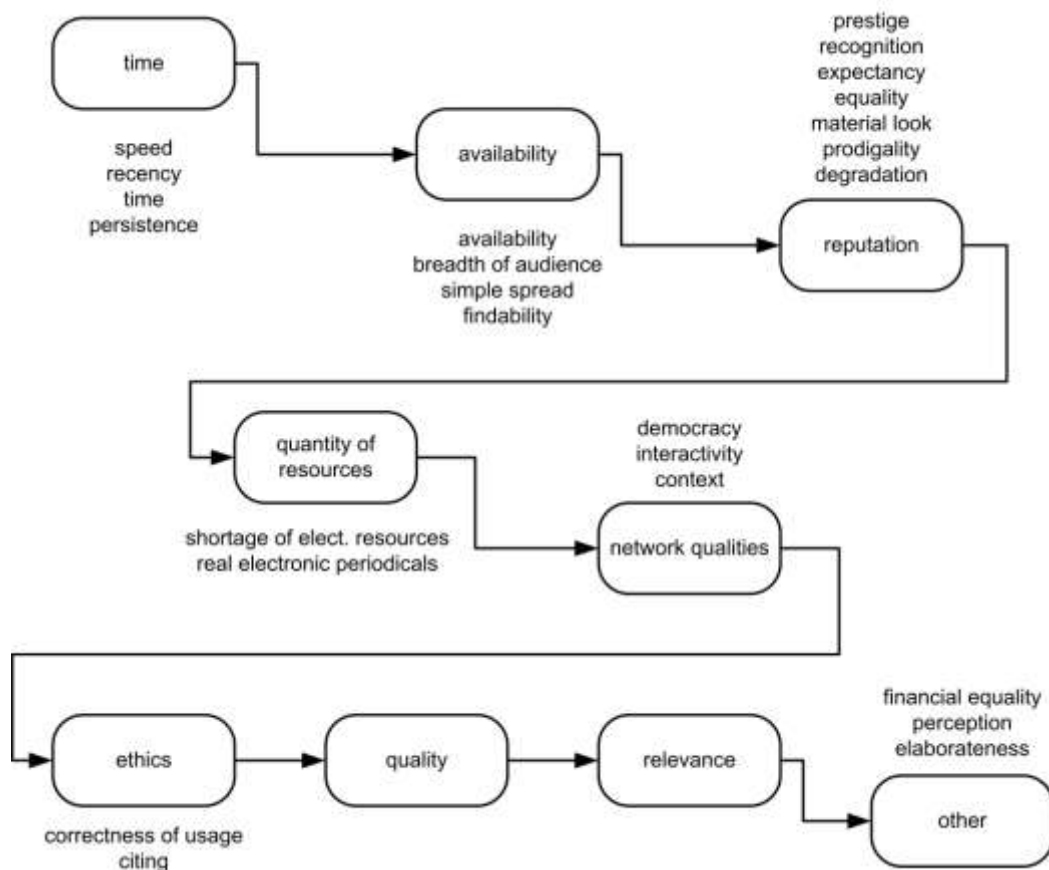 time
speed
recency
time
persistence
availability
availability
breadth of audience
simple spread
findability
prestige
recognition
expectancy
equality
material look
prodigality
degradation
reputation
quantity of
resources
shortage of elect. resources
real electronic periodicals
democracy
interactivity
context
network qualities
ethics
correctness of usage
citing
quality
relevance
financial equality
perception
elaborateness
other